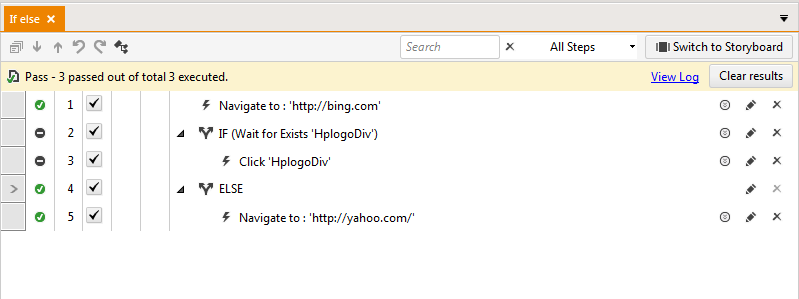 If else
Search All Steps Switch to Storyboard
Pass - 3 passed out of total 3 executed. View Log Clear results
1 Navigate to : 'http://bing.com'
2 IF (Wait for Exists 'HplogoDiv')
3 Click 'HplogoDiv'
4 ELSE
5 Navigate to : 'http://yahoo.com/'